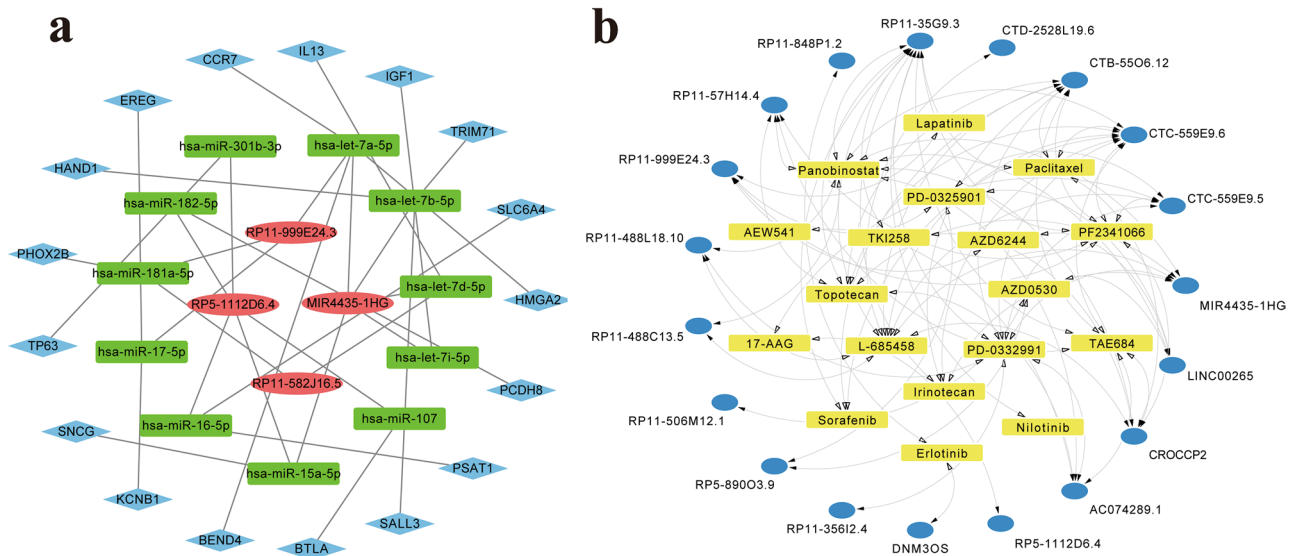 a
CCR7
IL13
IGF1
EREG
TRIM71
hsa-miR-301b-3p
hsa-let-7a-5p
HAND1
hsa-let-7b-5p
hsa-miR-182-5p
SLC6A4
RP11-999E24.3
PHOX2B
hsa-miR-181a-5p
hsa-let-7d-5p
HMGA2
RP5-1112D6.4
MIR4435-1HG
TP63
hsa-miR-17-5p
hsa-let-7i-5p
RP11-582J16.5
PCDH8
hsa-miR-16-5p
hsa-miR-107
SNCG
hsa-miR-15a-5p
PSAT1
KCNB1
SALL3
BEND4
BTLA
b
RP11-35G9.3
CTD-2528L19.6
RP11-848P1.2
CTB-55O6.12
RP11-57H14.4
Lapatinib
CTC-559E9.6
RP11-999E24.3
Panobinostat
Paclitaxel
PD-0325901
CTC-559E9.5
AEW541
TKI258
AZD6244
PF2341066
RP11-488L18.10
Topotecan
AZD0530
MIR4435-1HG
RP11-488C13.5
17-AAG
L-685458
PD-0332991
TAE684
LINC00265
Irinotecan
RP11-506M12.1
Sorafenib
Nilotinib
Erlotinib
CROCCP2
RP5-890O3.9
AC074289.1
RP11-356I2.4
DNM3OS
RP5-1112D6.4